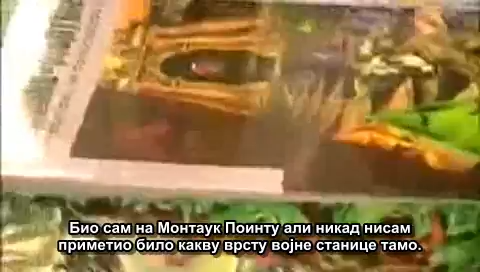 Био сам на Монтаук Поинту али никад нисам
приметио било какву врсту војне станице тамо.